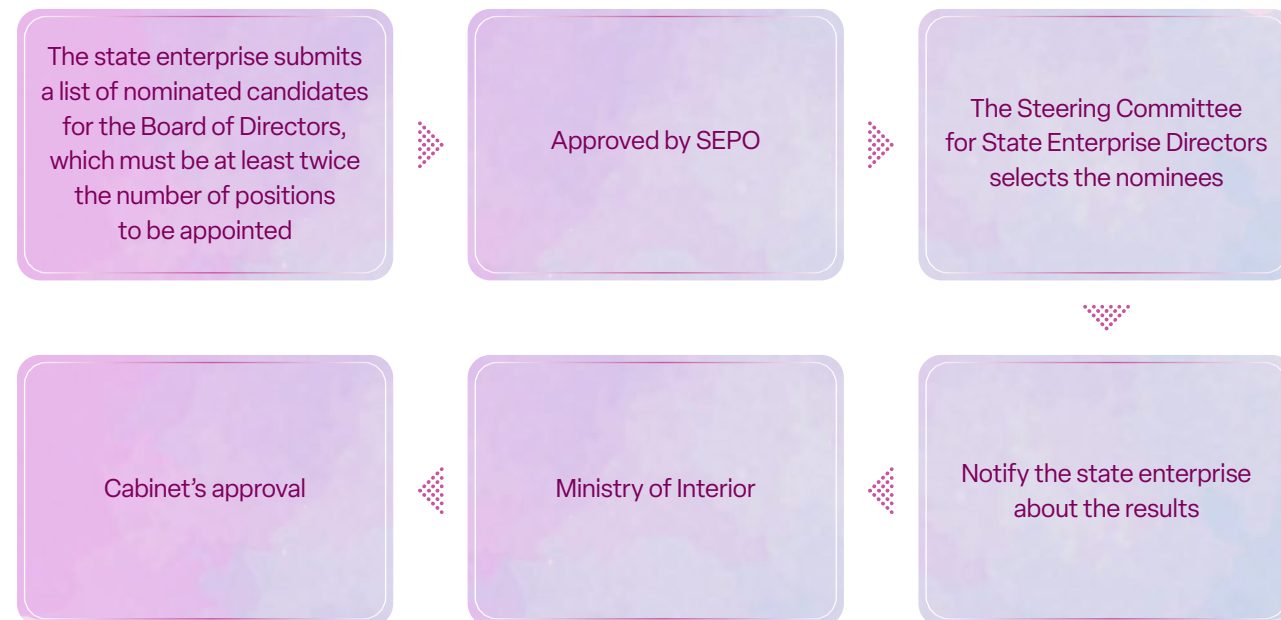 The state enterprise submits
a list of nominated candidates
for the Board of Directors,
which must be at least twice
the number of positions
to be appointed
Approved by SEPO
The Steering Committee
for State Enterprise Directors
selects the nominees
Notify the state enterprise
about the results
Ministry of Interior
Cabinet’s approval